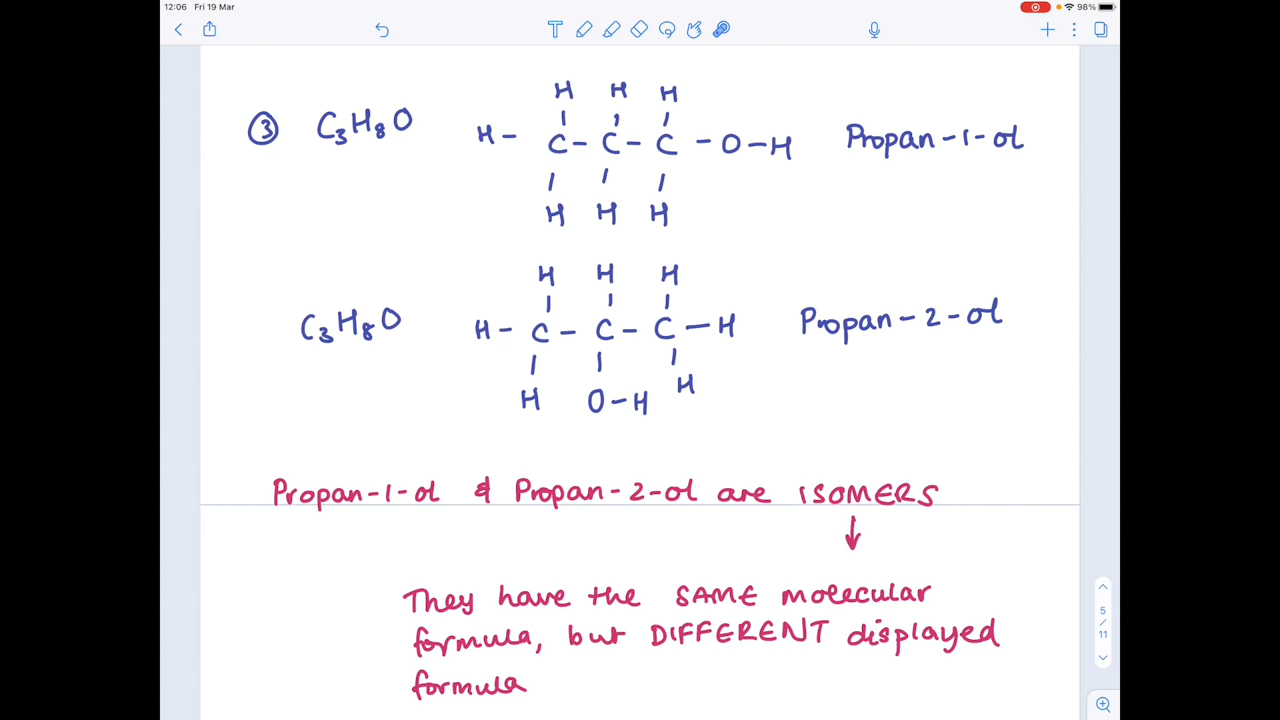 12:06 Fri 19 Mar
98%
T
③ C₃H₈O
H H H
H - C - C - C - O - H Propan-1-ol
H H H
H H H
C₃H₈O H - C - C - C - H Propan-2-ol
H O-H H
Propan-1-ol & Propan-2-ol are ISOMERS
They have the SAME molecular
formula, but DIFFERENT displayed
formula
5
/
11